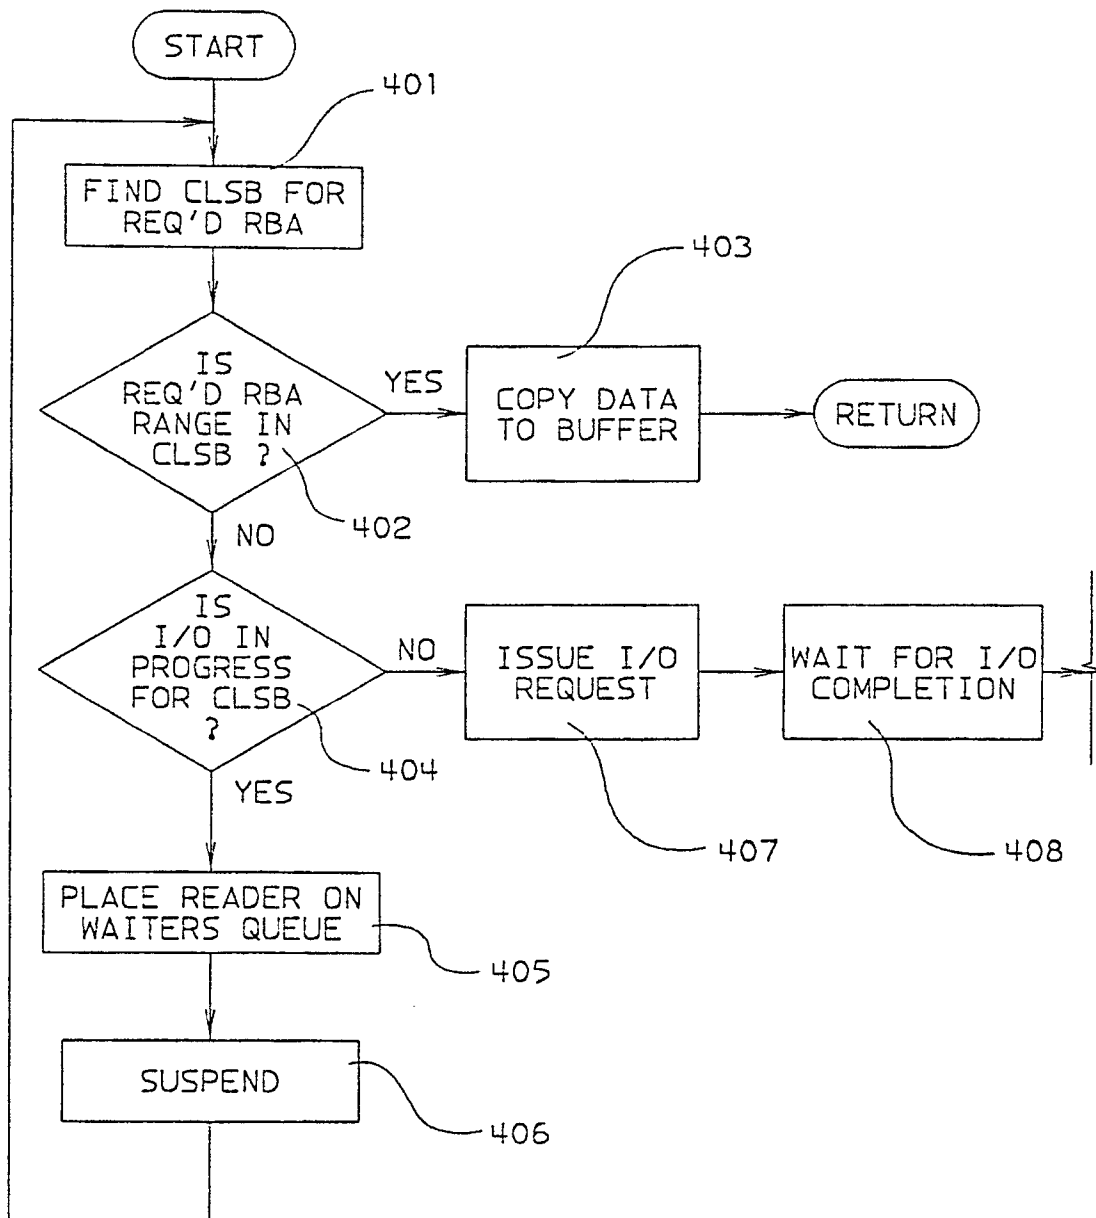 START
401
FIND CLSB FOR
REQ'D RBA
403
IS
REQ'D RBA
RANGE IN
CLSB ?
YES
COPY DATA
TO BUFFER
RETURN
402
NO
IS
I/O IN
PROGRESS
FOR CLSB
?
NO
ISSUE I/O
REQUEST
WAIT FOR I/O
COMPLETION
404
YES
407
408
PLACE READER ON
WAITERS QUEUE
405
SUSPEND
406